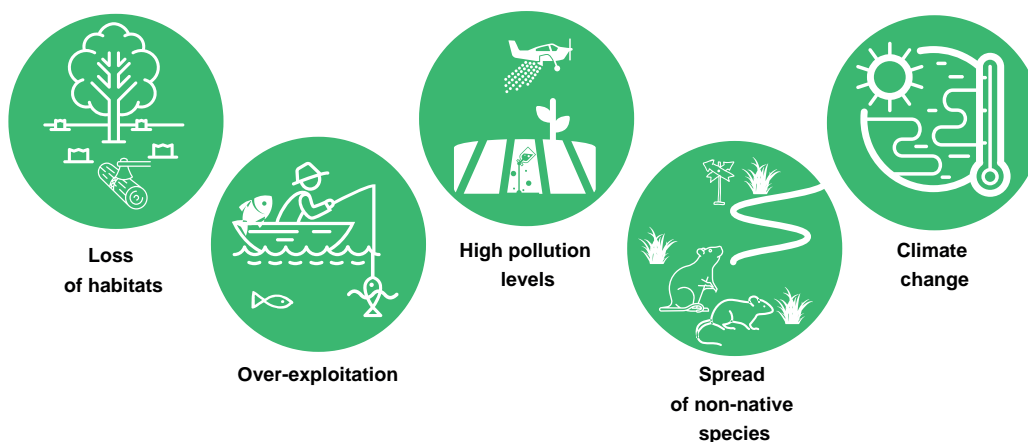 Loss
of habitats
Over-exploitation
High pollution
levels
Spread
of non-native
species
Climate
change